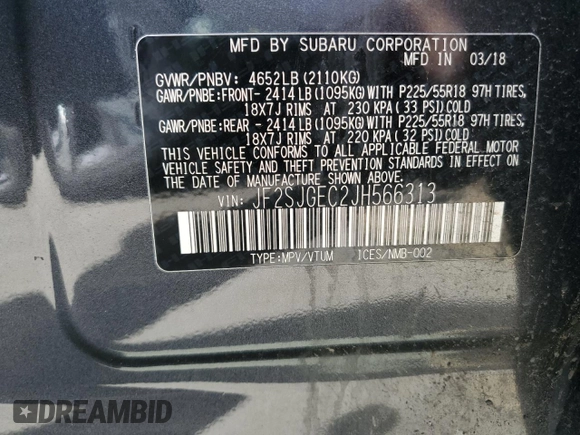 MFD BY SUBARU CORPORATION
MFD IN 03/18
GVWR/PNBV: 4652LB(2110KG)
GAWR/PNBE:FRONT- 2414LB(1095KG)WITH P225/55R18 97H TIRES,
18X7J RIMS AT 230 KPA( 33 PSI)COLD
GAWR/PNBE:REAR - 2414LB(1095KG)WITH P225/55R18 97H TIRES,
18X7J RIMS AT 220 KPA( 32 PSI)COLD
THIS VEHICLE CONFORMS TO ALL APPLICABLE FEDERAL MOTOR
VEHICLE SAFETY AND THEFT PREVENTION STANDARDS IN EFFECT
ON THE DATE OF MANUFACTURE SHOWN ABOVE.
VIN: JF2SJGEC2JH566313
TYPE:MPV/VTUM ICES/NMB-002
DREAMBID